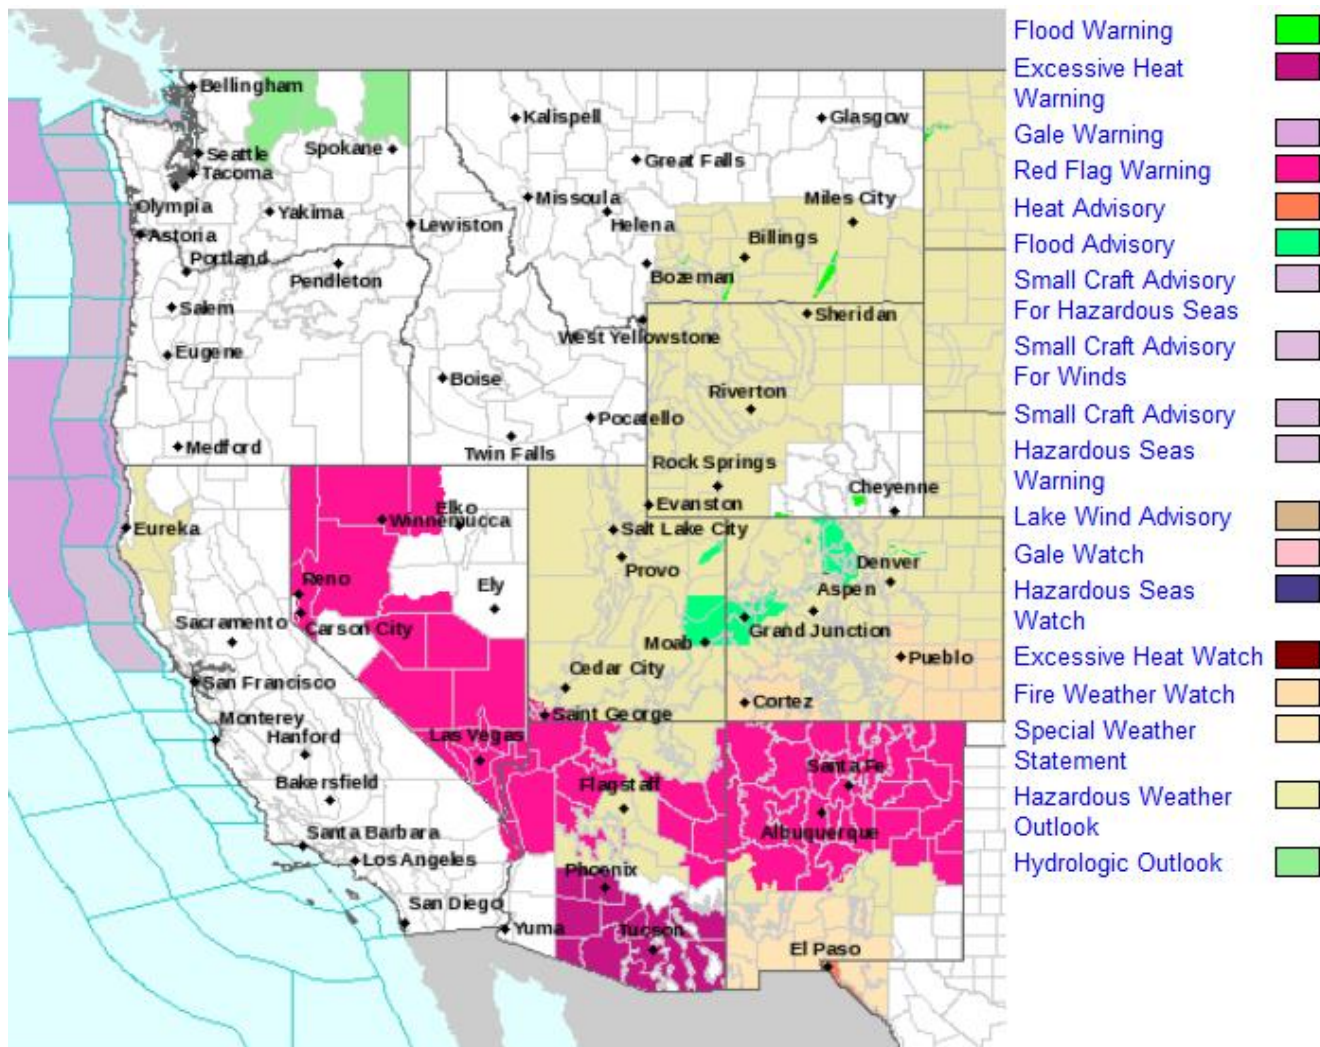 Bellingham
Kalispell
Glasgow
Seattle
Spokane
Great Falls
Tacoma
Missoula
Miles City
Olympia
Yakima
Helena
Lewiston
Astoria
Billings
Portland
Bozeman
Pendleton
Salem
Sheridan
West Yellowstone
Eugene
Boise
Riverton
Pocatello
Medford
Twin Falls
Rock Springs
Cheyenne
Evanston
Elko
Winnemucca
Eureka
Salt Lake City
Provo
Denver
Reno
Ely
Aspen
Sacramento
Carson City
Grand Junction
Moab
Pueblo
Cedar City
San Francisco
Cortez
Saint George
Monterey
Hanford
Las Vegas
Santa Fe
Bakersfield
Flagstaff
Santa Barbara
Albuquerque
Los Angeles
Phoenix
San Diego
Yuma
Tucson
El Paso
Flood Warning
Excessive Heat
Warning
Gale Warning
Red Flag Warning
Heat Advisory
Flood Advisory
Small Craft Advisory
For Hazardous Seas
Small Craft Advisory
For Winds
Small Craft Advisory
Hazardous Seas
Warning
Lake Wind Advisory
Gale Watch
Hazardous Seas
Watch
Excessive Heat Watch
Fire Weather Watch
Special Weather
Statement
Hazardous Weather
Outlook
Hydrologic Outlook